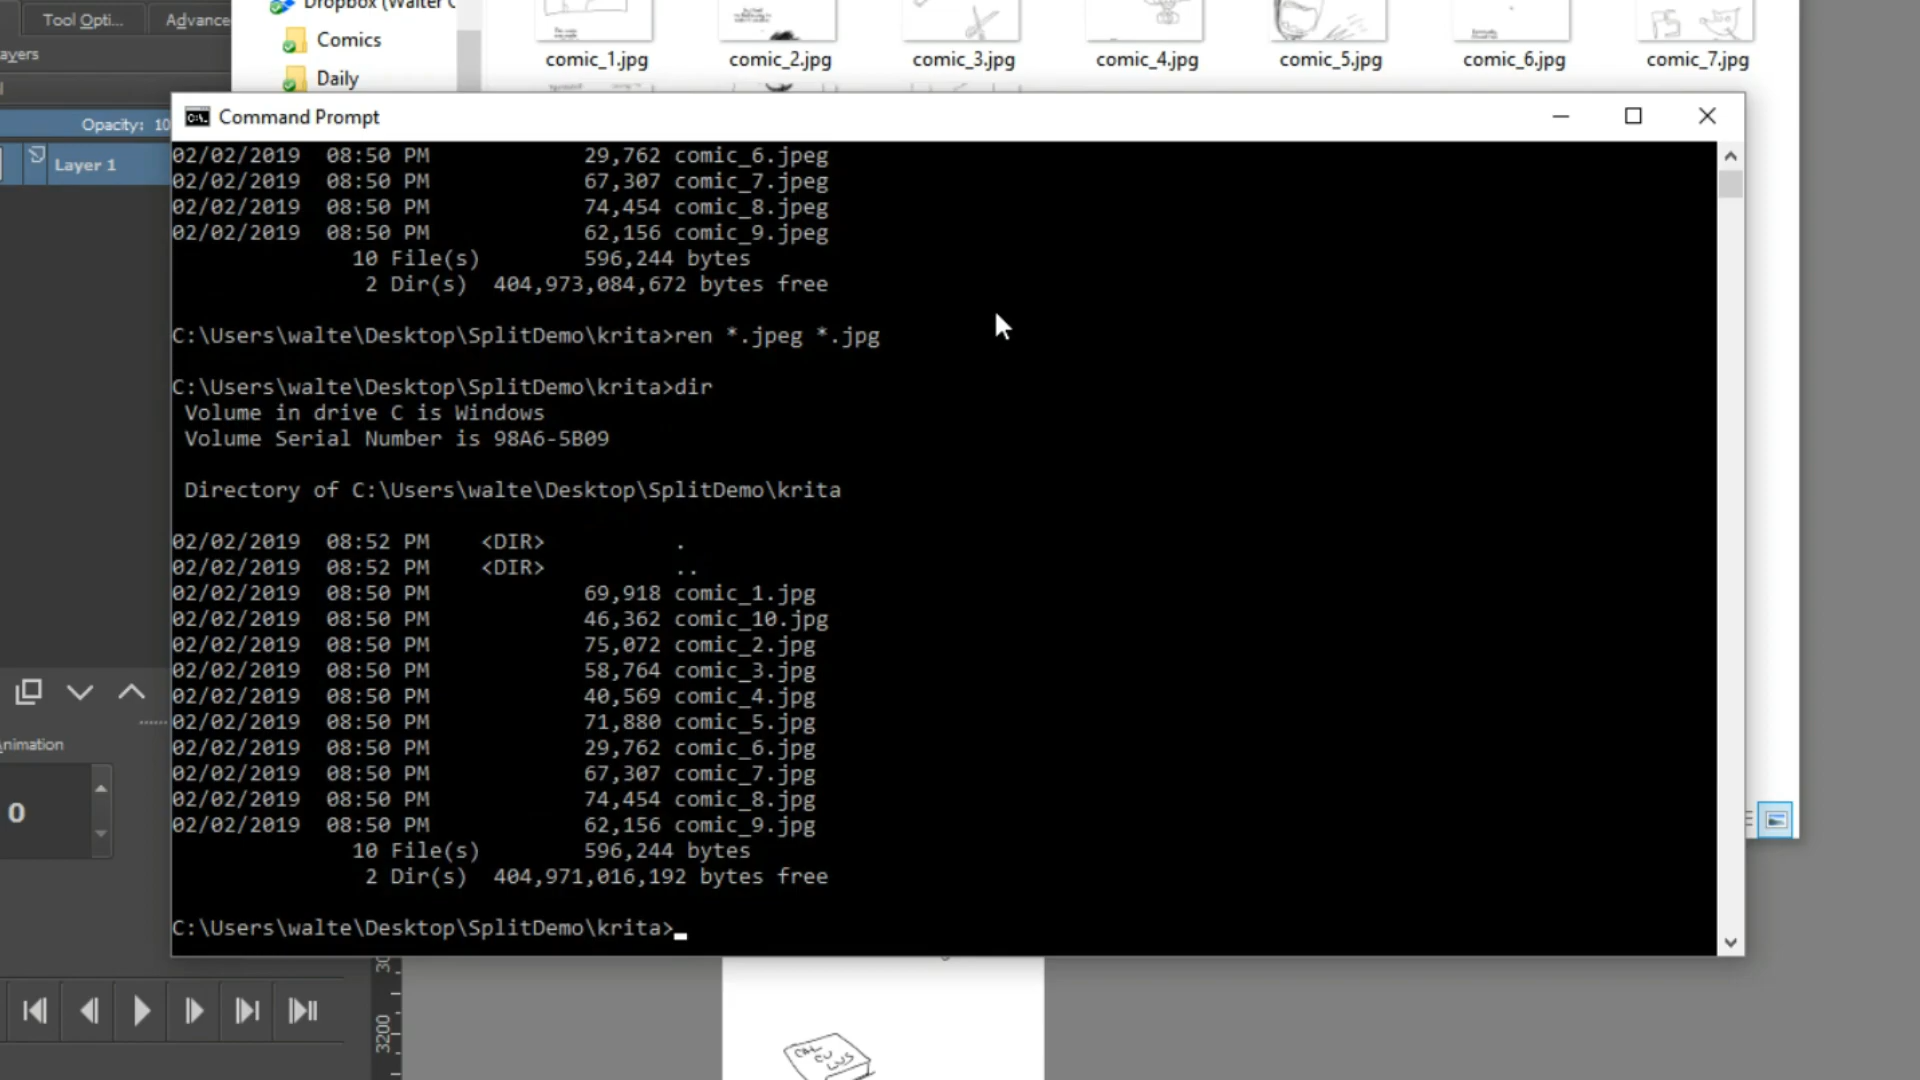 Tool Opti...
Advance
ayers
Opacity: 10
Layer 1
nimation
0
Dropbox (Walter C
Comics
Daily
comic_1.jpg
comic_2.jpg
comic_3.jpg
comic_4.jpg
comic_5.jpg
comic_6.jpg
comic_7.jpg
Command Prompt
02/02/2019 08:50 PM 29,762 comic_6.jpeg
02/02/2019 08:50 PM 67,307 comic_7.jpeg
02/02/2019 08:50 PM 74,454 comic_8.jpeg
02/02/2019 08:50 PM 62,156 comic_9.jpeg
10 File(s) 596,244 bytes
2 Dir(s) 404,973,084,672 bytes free
C:\Users\walte\Desktop\SplitDemo\krita>ren *.jpeg *.jpg
C:\Users\walte\Desktop\SplitDemo\krita>dir
Volume in drive C is Windows
Volume Serial Number is 98A6-5B09
Directory of C:\Users\walte\Desktop\SplitDemo\krita
02/02/2019 08:52 PM <DIR> .
02/02/2019 08:52 PM <DIR> ..
02/02/2019 08:50 PM 69,918 comic_1.jpg
02/02/2019 08:50 PM 46,362 comic_10.jpg
02/02/2019 08:50 PM 75,072 comic_2.jpg
02/02/2019 08:50 PM 58,764 comic_3.jpg
02/02/2019 08:50 PM 40,569 comic_4.jpg
02/02/2019 08:50 PM 71,880 comic_5.jpg
02/02/2019 08:50 PM 29,762 comic_6.jpg
02/02/2019 08:50 PM 67,307 comic_7.jpg
02/02/2019 08:50 PM 74,454 comic_8.jpg
02/02/2019 08:50 PM 62,156 comic_9.jpg
10 File(s) 596,244 bytes
2 Dir(s) 404,971,016,192 bytes free
C:\Users\walte\Desktop\SplitDemo\krita>
3200
CAL
CU
LUS